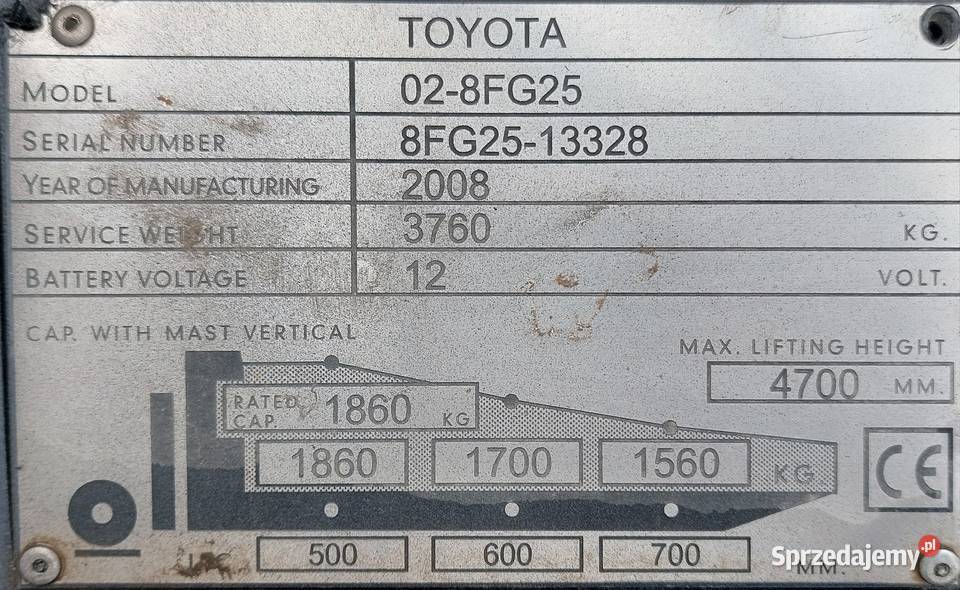 TOYOTA
MODEL 02-8FG25
SERIAL NUMBER 8FG25-13328
YEAR OF MANUFACTURING 2008
SERVICE WEIGHT 3760 KG.
BATTERY VOLTAGE 12 VOLT.
CAP. WITH MAST VERTICAL
MAX. LIFTING HEIGHT
4700 MM.
RATED CAP. 1860 KG
1860 1700 1560 KG
CE
500 600 700 MM.
Sprzedajemy.pl